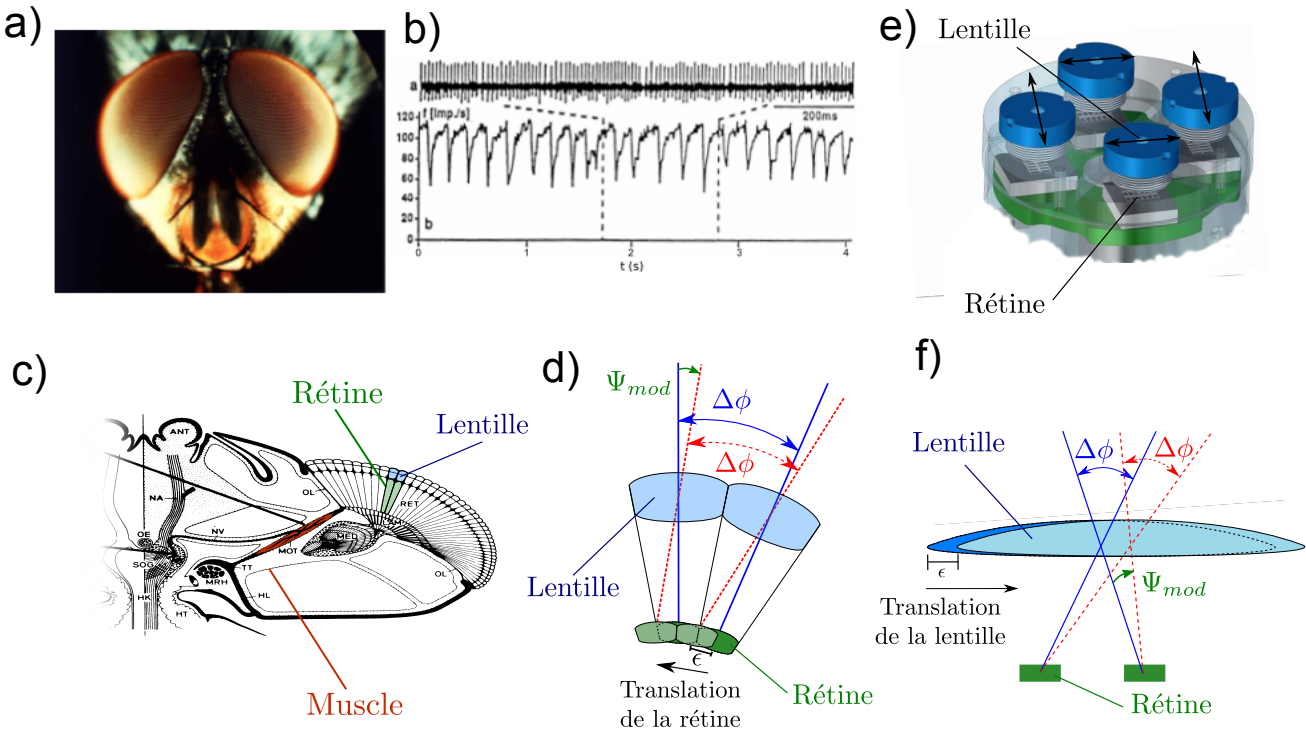 a)
b)
a
f [Imp./s]
200ms
120
100
80
60
40
20
0
b
1
2
3
4
t (s)
e)
Lentille
Rétine
c)
Rétine
Lentille
ANT
NA
OL
RET
NV
OE
MOT
MED
SOG
TT
MRH
OL
HK
HL
HT
Muscle
d)
Ψmod
Δϕ
Δϕ
Lentille
ϵ
Translation
de la rétine
Rétine
f)
Lentille
Δϕ
Δϕ
ϵ
Ψmod
Translation
de la lentille
Rétine